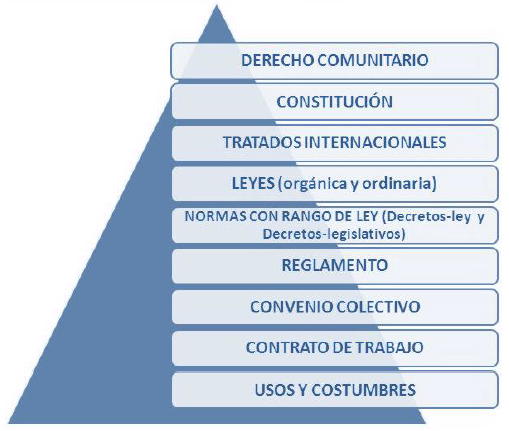 DERECHO COMUNITARIO
CONSTITUCIÓN
TRATADOS INTERNACIONALES
LEYES (orgánica y ordinaria)
NORMAS CON RANGO DE LEY (Decretos-ley y
Decretos-legislativos)
REGLAMENTO
CONVENIO COLECTIVO
CONTRATO DE TRABAJO
USOS Y COSTUMBRES